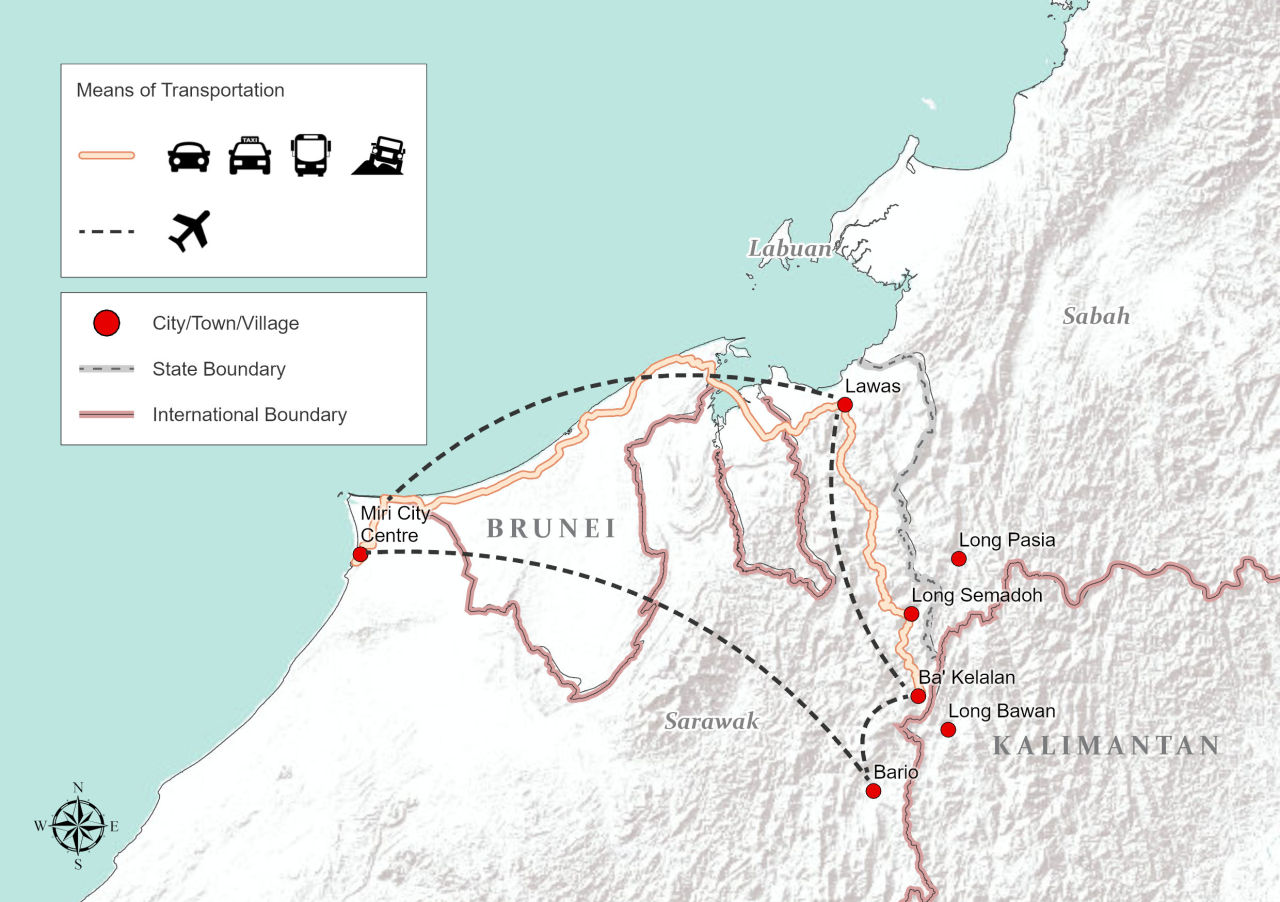 Means of Transportation
TAXI
City/Town/Village
State Boundary
International Boundary
Labuan
Sabah
Lawas
Miri City
Centre
BRUNEI
Long Pasia
Long Semadoh
Ba' Kelalan
Long Bawan
Sarawak
KALIMANTAN
Bario
N
W
E
S